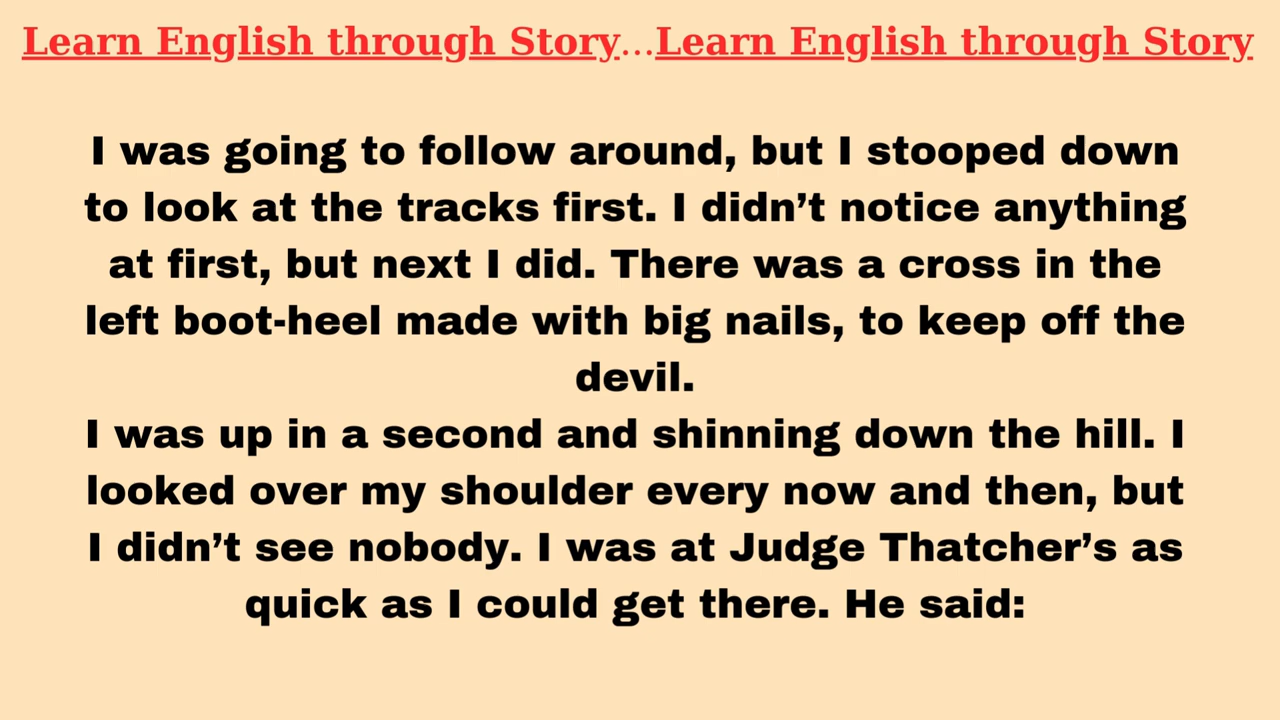 Learn English through Story...Learn English through Story
I was going to follow around, but I stooped down
to look at the tracks first. I didn’t notice anything
at first, but next I did. There was a cross in the
left boot-heel made with big nails, to keep off the
devil.
I was up in a second and shinning down the hill. I
looked over my shoulder every now and then, but
I didn’t see nobody. I was at Judge Thatcher’s as
quick as I could get there. He said: